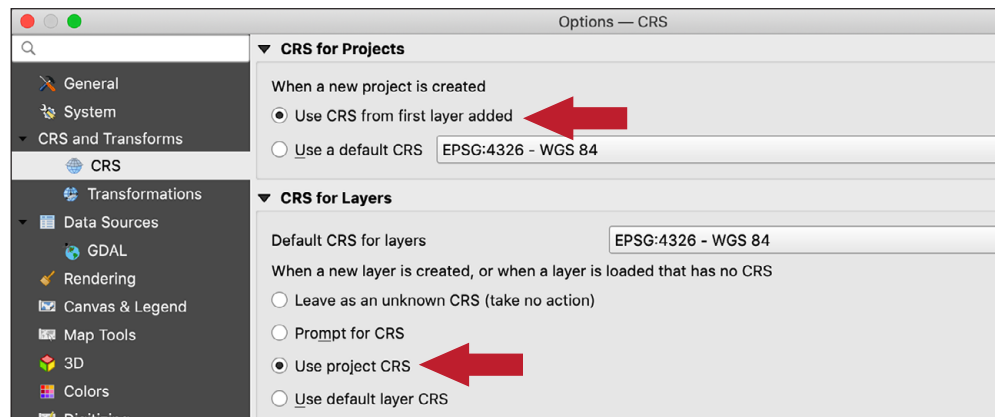 Options — CRS
General
System
CRS and Transforms
CRS
Transformations
Data Sources
GDAL
Rendering
Canvas & Legend
Map Tools
3D
Colors
CRS for Projects
When a new project is created
Use CRS from first layer added
Use a default CRS EPSG:4326 - WGS 84
CRS for Layers
Default CRS for layers EPSG:4326 - WGS 84
When a new layer is created, or when a layer is loaded that has no CRS
Leave as an unknown CRS (take no action)
Prompt for CRS
Use project CRS
Use default layer CRS